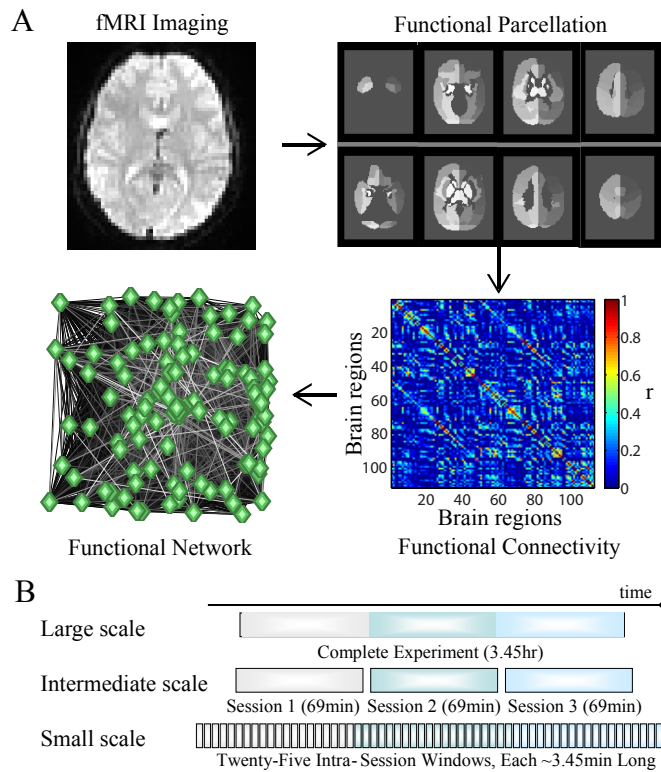 A
fMRI Imaging
Functional Parcellation
20
40
60
80
100
Brain regions
20 40 60 80 100
Brain regions
1
0.8
0.6
0.4
0.2
0
r
Functional Network
Functional Connectivity
B
time
Large scale
Complete Experiment (3.45hr)
Intermediate scale
Session 1 (69min) Session 2 (69min) Session 3 (69min)
Small scale
Twenty-Five Intra-Session Windows, Each ~3.45min Long